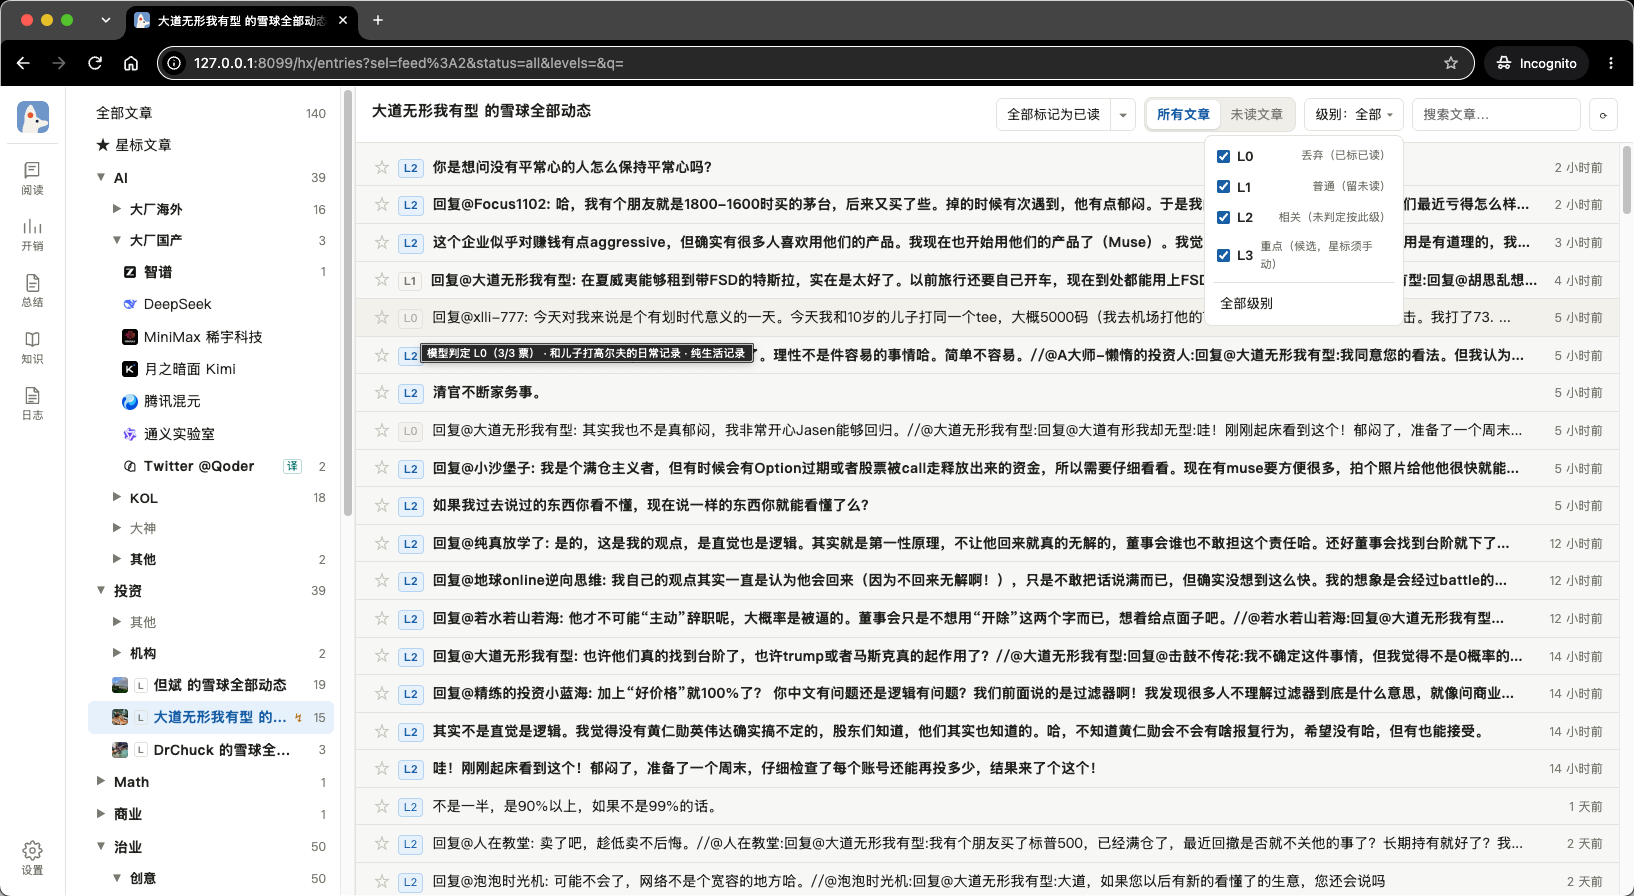 大道无形我有型 的雪球全部动态
127.0.0.1:8099/hx/entries?sel=feed%3A2&status=all&levels=&q=
Incognito
阅读
开销
总结
知识
日志
设置
全部文章 140
★ 星标文章
AI 39
大厂海外 16
大厂国产 3
智谱 1
DeepSeek
MiniMax 稀宇科技
月之暗面 Kimi
腾讯混元
通义实验室
Twitter @Qoder 译 2
KOL 18
大神
其他 2
投资 39
其他
机构 2
L 但斌 的雪球全部动态 19
L 大道无形我有型 的... 15
L DrChuck 的雪球全... 3
Math 1
商业 1
治业 50
创意 50
大道无形我有型 的雪球全部动态
全部标记为已读
所有文章 未读文章
级别：全部
搜索文章...
L0 丢弃（已标已读）
L1 普通（留未读）
L2 相关（未判定按此级）
L3 重点（候选，星标须手动）
全部级别
L2 你是想问没有平常心的人怎么保持平常心吗? 2 小时前
L2 回复@Focus1102: 哈，我有个朋友就是1800-1600时买的茅台，后来又买了些。掉的时候有次遇到，他有点郁闷。于是我 们最近亏得怎么样... 2 小时前
L2 这个企业似乎对赚钱有点aggressive，但确实有很多人喜欢用他们的产品。我现在也开始用他们的产品了（Muse）。我觉 用是有道理的，我... 3 小时前
L1 回复@大道无形我有型: 在夏威夷能够租到带FSD的特斯拉，实在是太好了。以前旅行还要自己开车，现在到处都能用上FSD 型:回复@胡思乱想... 4 小时前
L0 回复@xlli-777: 今天对我来说是个有划时代意义的一天。今天我和10岁的儿子打同一个tee，大概5000码（我去机场打他的 击。我打了73. ... 5 小时前
模型判定 L0（3/3 票）· 和儿子打高尔夫的日常记录 · 纯生活记录
L2 。理性不是件容易的事情哈。简单不容易。//@A大师-懒惰的投资人:回复@大道无形我有型:我同意您的看法。但我认为... 5 小时前
L2 清官不断家务事。 5 小时前
L0 回复@大道无形我有型: 其实我也不是真郁闷，我非常开心Jasen能够回归。//@大道无形我有型:回复@大道有形我却无型:哇！刚刚起床看到这个！郁闷了，准备了一个周末... 5 小时前
L2 回复@小沙堡子: 我是个满仓主义者，但有时候会有Option过期或者股票被call走释放出来的资金，所以需要仔细看看。现在有muse要方便很多，拍个照片给他他很快就能... 5 小时前
L2 如果我过去说过的东西你看不懂，现在说一样的东西你就能看懂了么? 5 小时前
L2 回复@纯真放学了: 是的，这是我的观点，是直觉也是逻辑。其实就是第一性原理，不让他回来就真的无解的，董事会谁也不敢担这个责任哈。还好董事会找到台阶就下了... 12 小时前
L2 回复@地球online逆向思维: 我自己的观点其实一直是认为他会回来（因为不回来无解啊！），只是不敢把话说满而已，但确实没想到这么快。我的想象是会经过battle的... 12 小时前
L2 回复@若水若山若海: 他才不可能“主动”辞职呢，大概率是被逼的。董事会只是不想用“开除”这两个字而已，想着给点面子吧。//@若水若山若海:回复@大道无形我有型... 12 小时前
L2 回复@大道无形我有型: 也许他们真的找到台阶了，也许trump或者马斯克真的起作用了？//@大道无形我有型:回复@击鼓不传花:我不确定这件事情，但我觉得不是0概率的... 14 小时前
L2 回复@精练的投资小蓝海: 加上“好价格”就100%了？ 你中文有问题还是逻辑有问题？我们前面说的是过滤器啊！我发现很多人不理解过滤器到底是什么意思，就像问商业... 14 小时前
L2 其实不是直觉是逻辑。我觉得没有黄仁勋英伟达确实搞不定的，股东们知道，他们其实也知道的。哈，不知道黄仁勋会不会有啥报复行为，希望没有哈，但有也能接受。 14 小时前
L2 哇！刚刚起床看到这个！郁闷了，准备了一个周末，仔细检查了每个账号还能再投多少，结果来了个这个！ 14 小时前
L2 不是一半，是90%以上，如果不是99%的话。 1 天前
L2 回复@人在教堂: 卖了吧，趁低卖不后悔。//@人在教堂:回复@大道无形我有型:我有个朋友买了标普500，已经满仓了，最近回撤是否就不关他的事了？长期持有就好了？我... 2 天前
L2 回复@泡泡时光机: 可能不会了，网络不是个宽容的地方哈。//@泡泡时光机:回复@大道无形我有型:大道，如果您以后有新的看懂了的生意，您还会说吗 2 天前